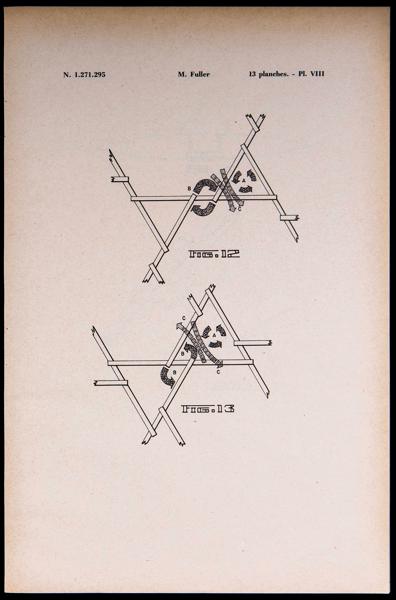 N. 1.271.295 M. Fuller 13 planches. - Pl. VIII
B A
C
FIG. 12
C A
B
B C
FIG. 13